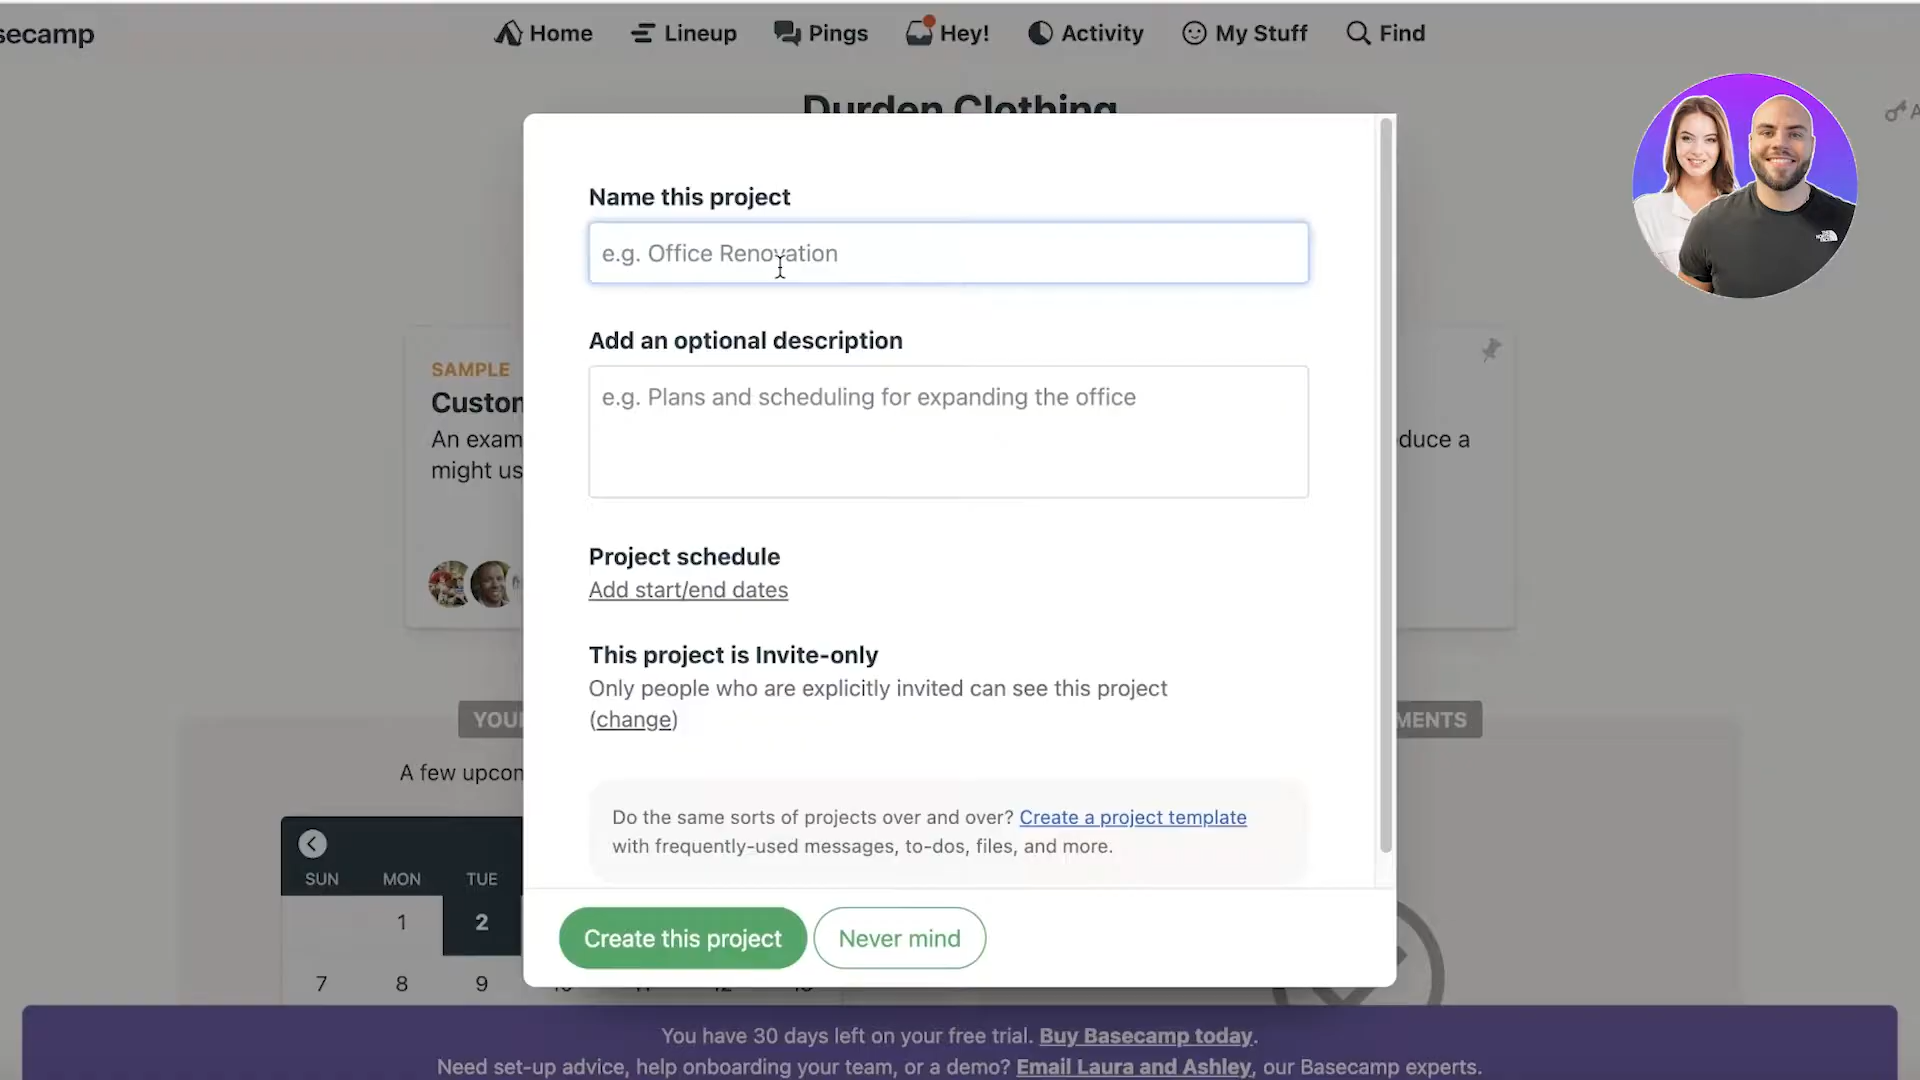 secamp
Home
Lineup
Pings
Hey!
Activity
My Stuff
Find
Durden Clothing
Name this project
e.g. Office Renovation
Add an optional description
e.g. Plans and scheduling for expanding the office
SAMPLE
Custom
An exam
might us
duce a
Project schedule
Add start/end dates
This project is Invite-only
Only people who are explicitly invited can see this project
(change)
YOU
MENTS
A few upcon
Do the same sorts of projects over and over? Create a project template
with frequently-used messages, to-dos, files, and more.
SUN MON TUE
1 2
7 8 9
Create this project
Never mind
You have 30 days left on your free trial. Buy Basecamp today.
Need set-up advice, help onboarding your team, or a demo? Email Laura and Ashley, our Basecamp experts.